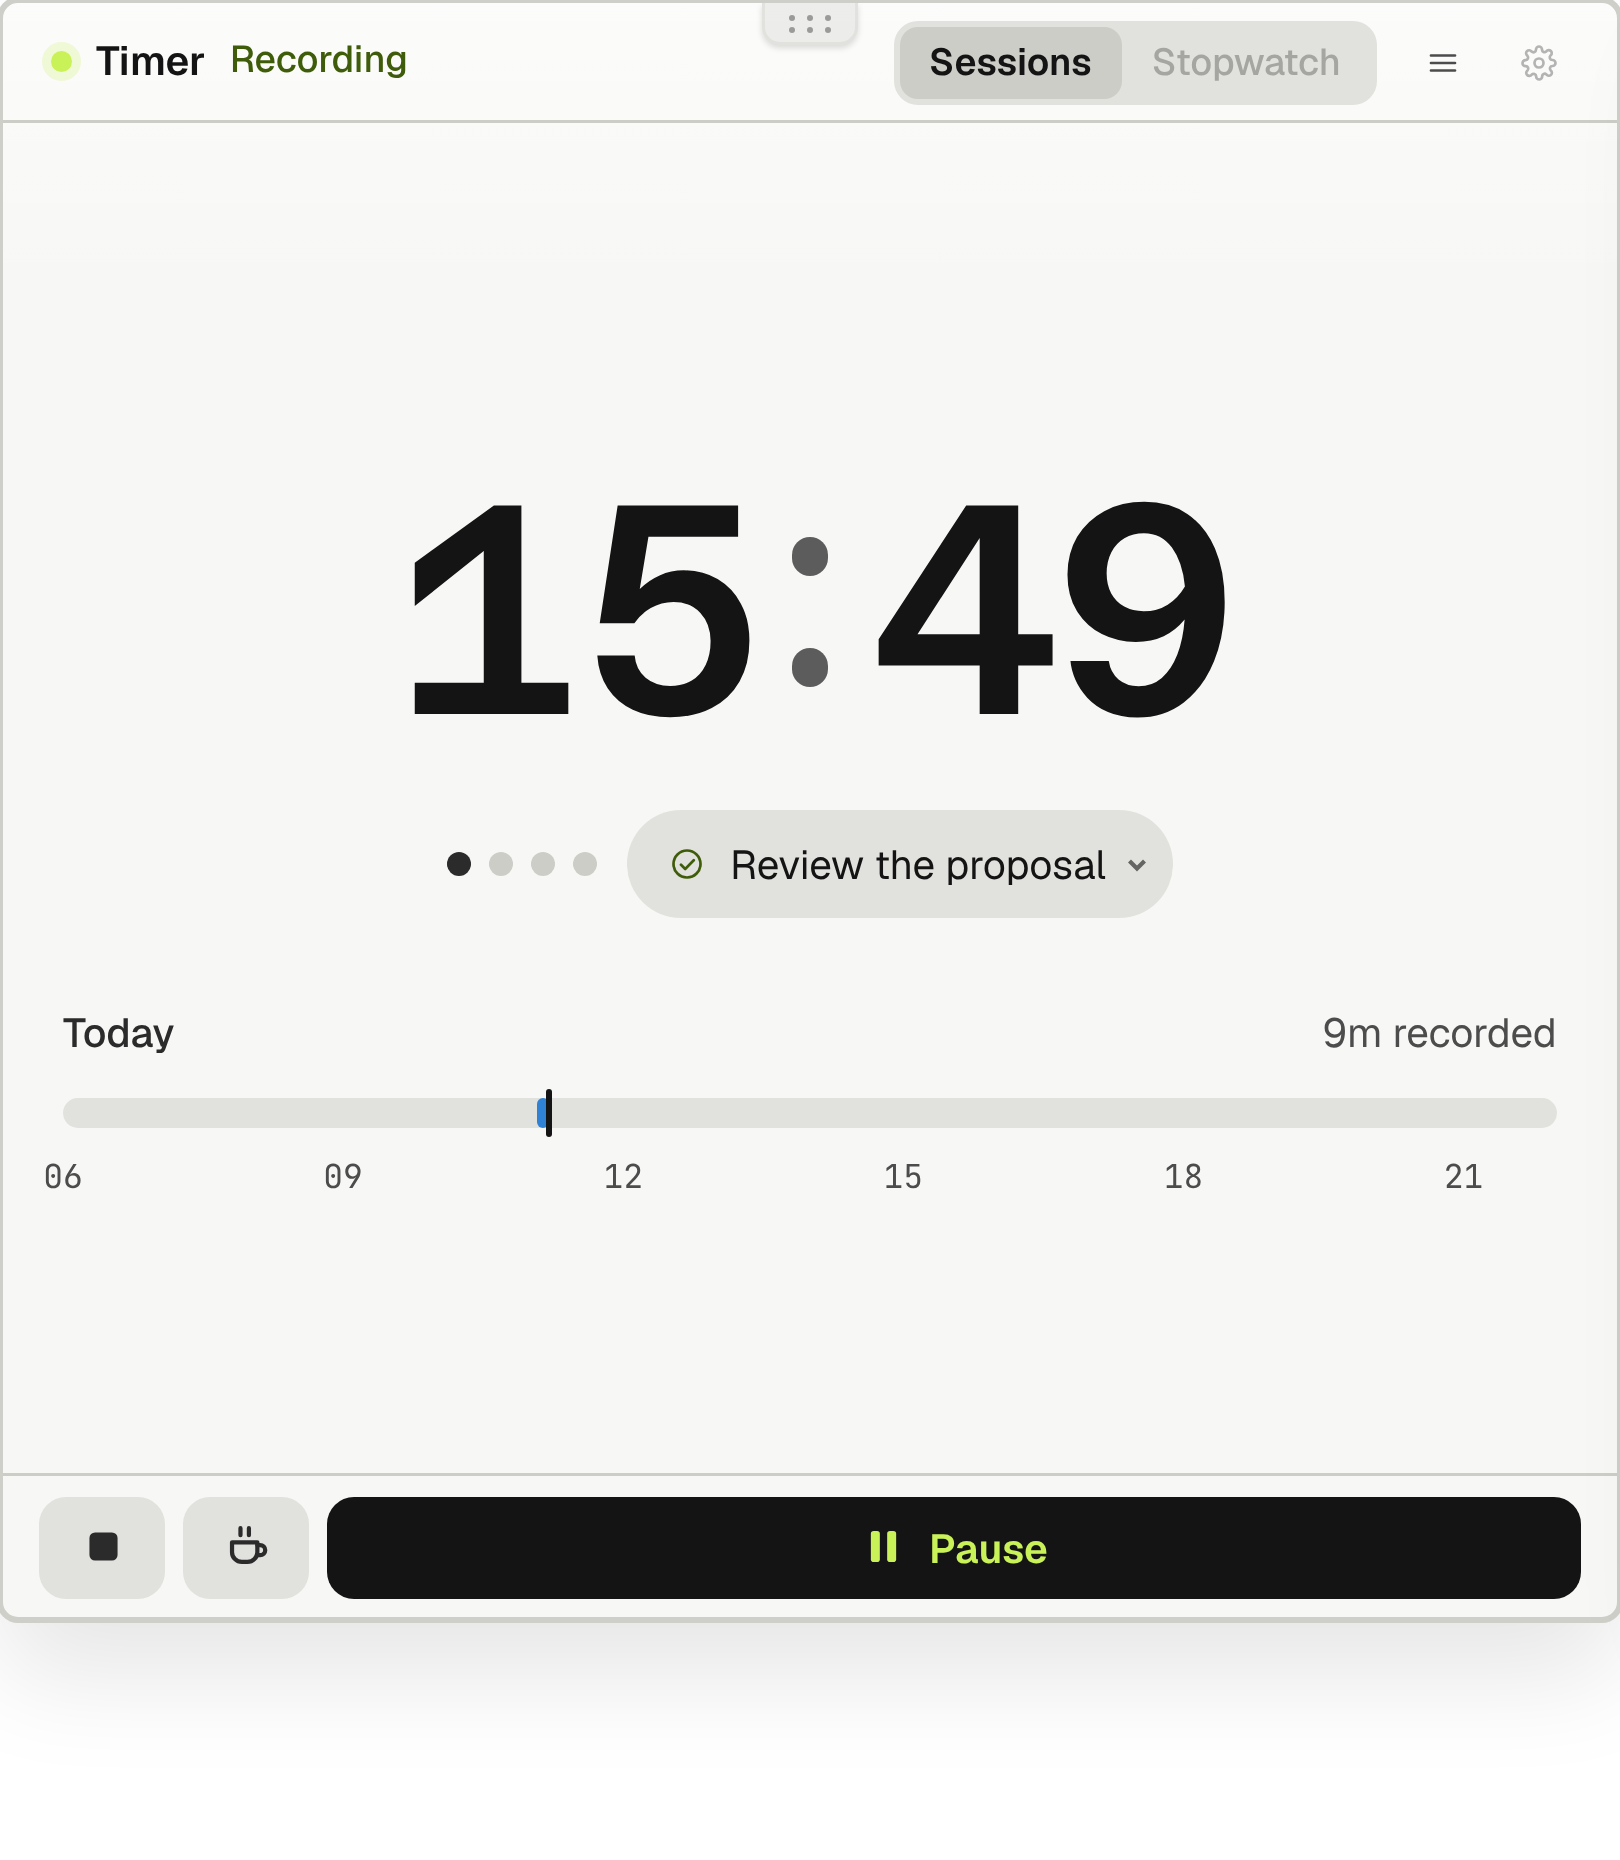 Timer Recording Sessions Stopwatch
15:49
Review the proposal
Today 9m recorded
06 09 12 15 18 21
Pause